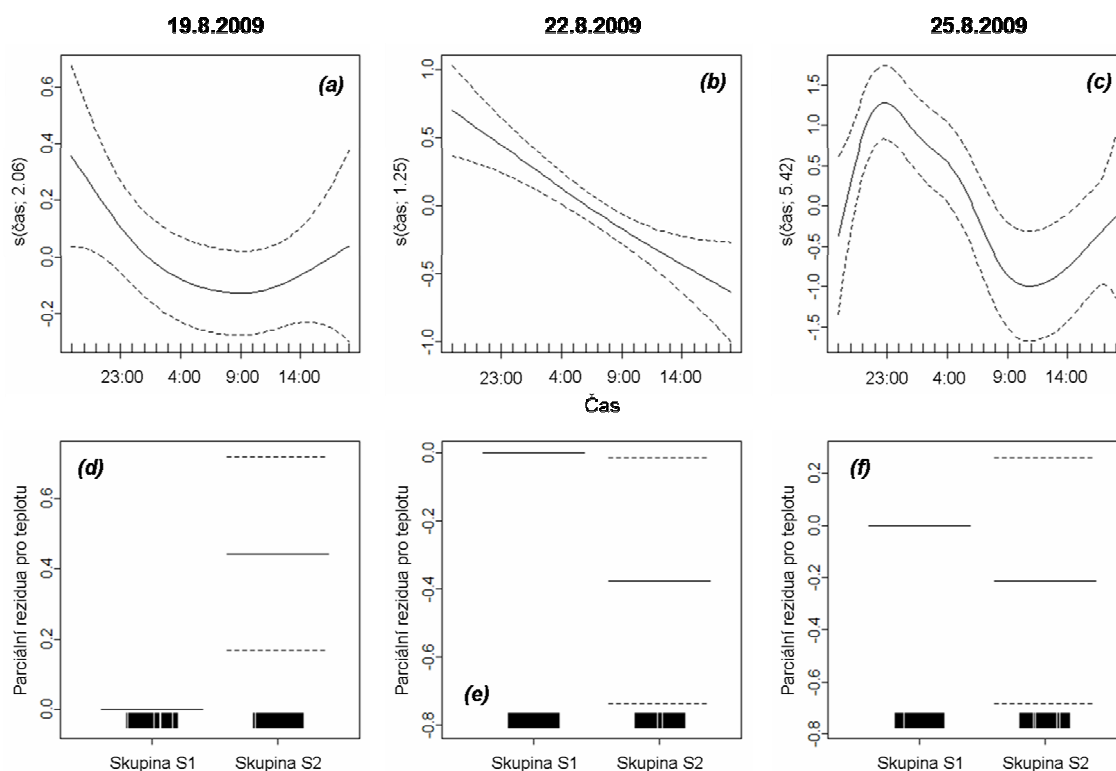 19.8.2009
22.8.2009
25.8.2009
(a)
s(čas; 2.06)
0.6
0.4
0.2
0.0
-0.2
23:00 4:00 9:00 14:00
(b)
s(čas; 1.25)
1.0
0.5
0.0
-0.5
-1.0
23:00 4:00 9:00 14:00
(c)
s(čas; 5.42)
1.5
1.0
0.5
0.0
-0.5
-1.0
-1.5
23:00 4:00 9:00 14:00
Čas
(d)
Parciální rezidua pro teplotu
0.6
0.4
0.2
0.0
Skupina S1 Skupina S2
(e)
Parciální rezidua pro teplotu
0.0
-0.2
-0.4
-0.6
-0.8
Skupina S1 Skupina S2
(f)
Parciální rezidua pro teplotu
0.2
0.0
-0.2
-0.4
-0.6
-0.8
Skupina S1 Skupina S2